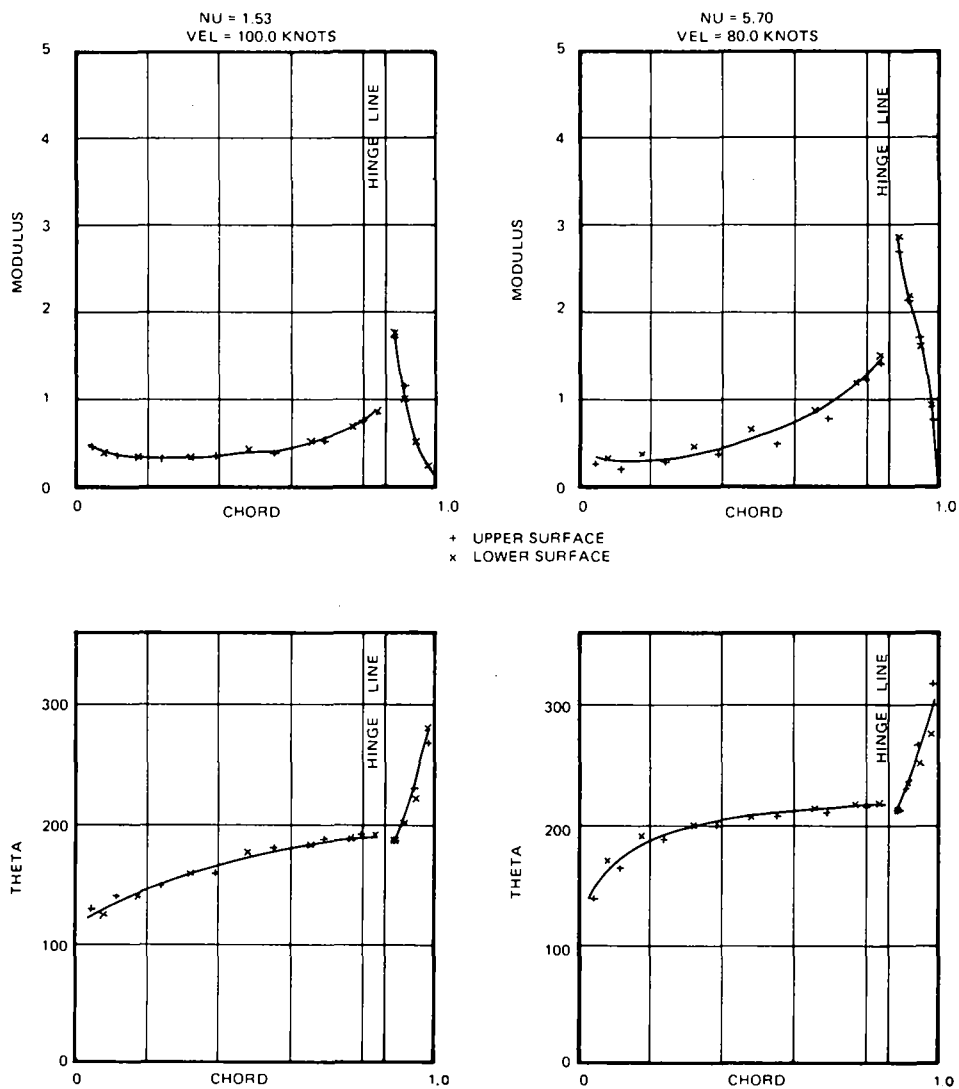 NU = 1.53
VEL = 100.0 KNOTS
5
4
3
2
1
0
MODULUS
HINGE LINE
0
CHORD
1.0
NU = 5.70
VEL = 80.0 KNOTS
5
4
3
2
1
0
MODULUS
HINGE LINE
0
CHORD
1.0
+ UPPER SURFACE
× LOWER SURFACE
300
200
100
0
THETA
HINGE LINE
0
CHORD
1.0
300
200
100
0
THETA
HINGE LINE
0
CHORD
1.0